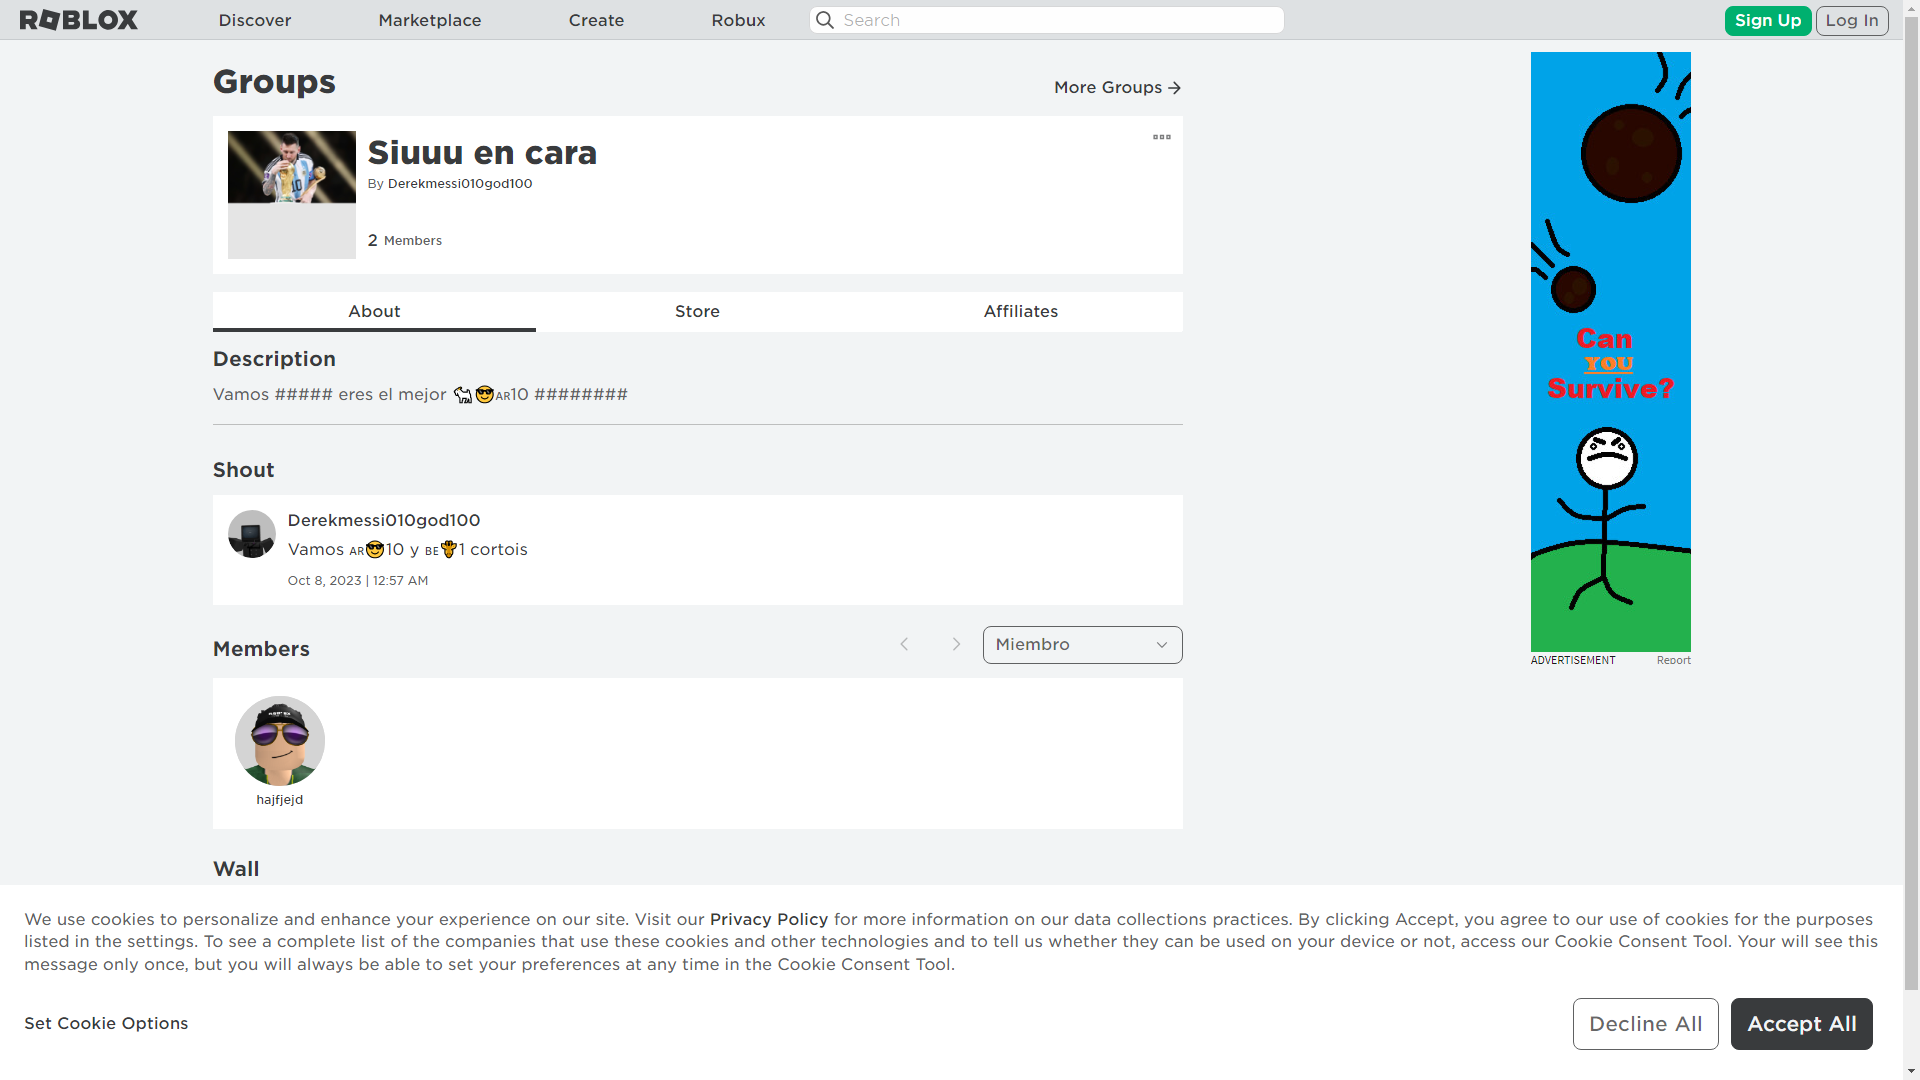 ROBLOX
Discover
Marketplace
Create
Robux
Search
Sign Up
Log In
Groups
More Groups
Siuuu en cara
By Derekmessi010god100
2 Members
About
Store
Affiliates
Description
Vamos ##### eres el mejor 🐐😎AR10 ########
Shout
Derekmessi010god100
Vamos AR😎10 y BE🤟1 cortois
Oct 8, 2023 | 12:57 AM
Members
Miembro
hajfjejd
Wall
Can
YOU
Survive?
ADVERTISEMENT
Report
We use cookies to personalize and enhance your experience on our site. Visit our Privacy Policy for more information on our data collections practices. By clicking Accept, you agree to our use of cookies for the purposes
listed in the settings. To see a complete list of the companies that use these cookies and other technologies and to tell us whether they can be used on your device or not, access our Cookie Consent Tool. Your will see this
message only once, but you will always be able to set your preferences at any time in the Cookie Consent Tool.
Set Cookie Options
Decline All
Accept All